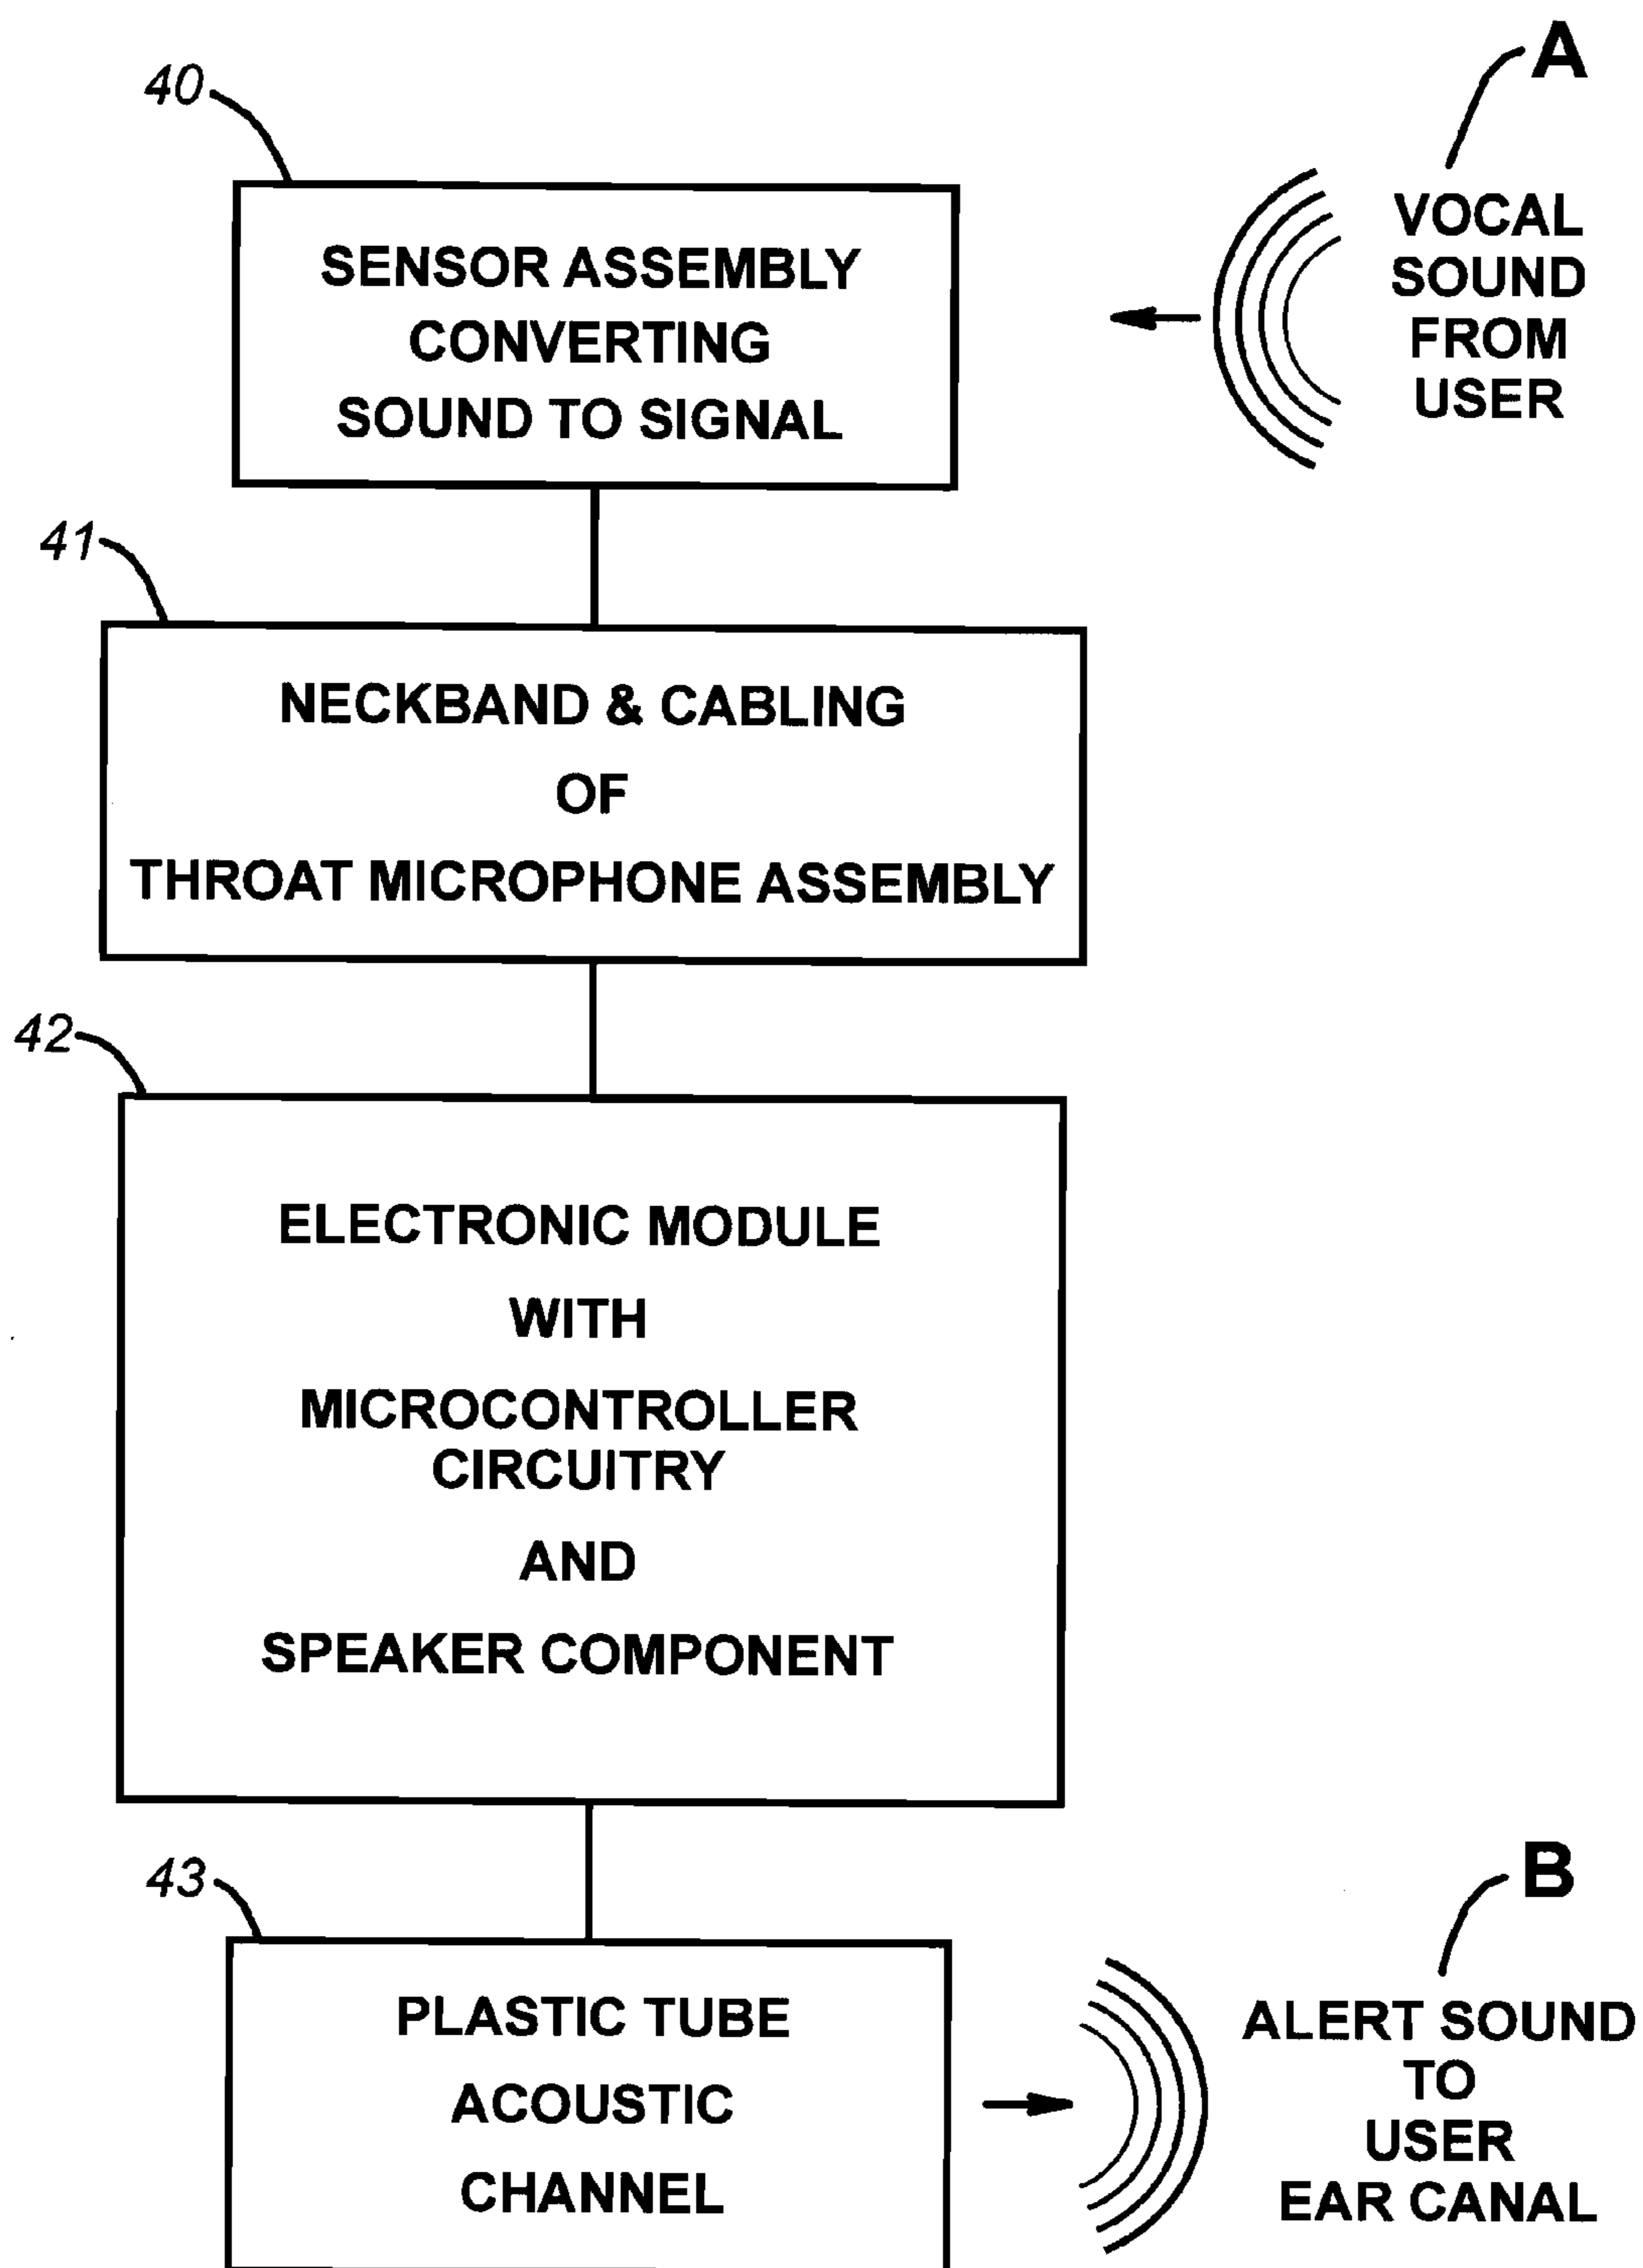 A
40
SENSOR ASSEMBLY
CONVERTING
SOUND TO SIGNAL
VOCAL
SOUND
FROM
USER
41
NECKBAND & CABLING
OF
THROAT MICROPHONE ASSEMBLY
42
ELECTRONIC MODULE
WITH
MICROCONTROLLER
CIRCUITRY
AND
SPEAKER COMPONENT
43
B
PLASTIC TUBE
ACOUSTIC
CHANNEL
ALERT SOUND
TO
USER
EAR CANAL